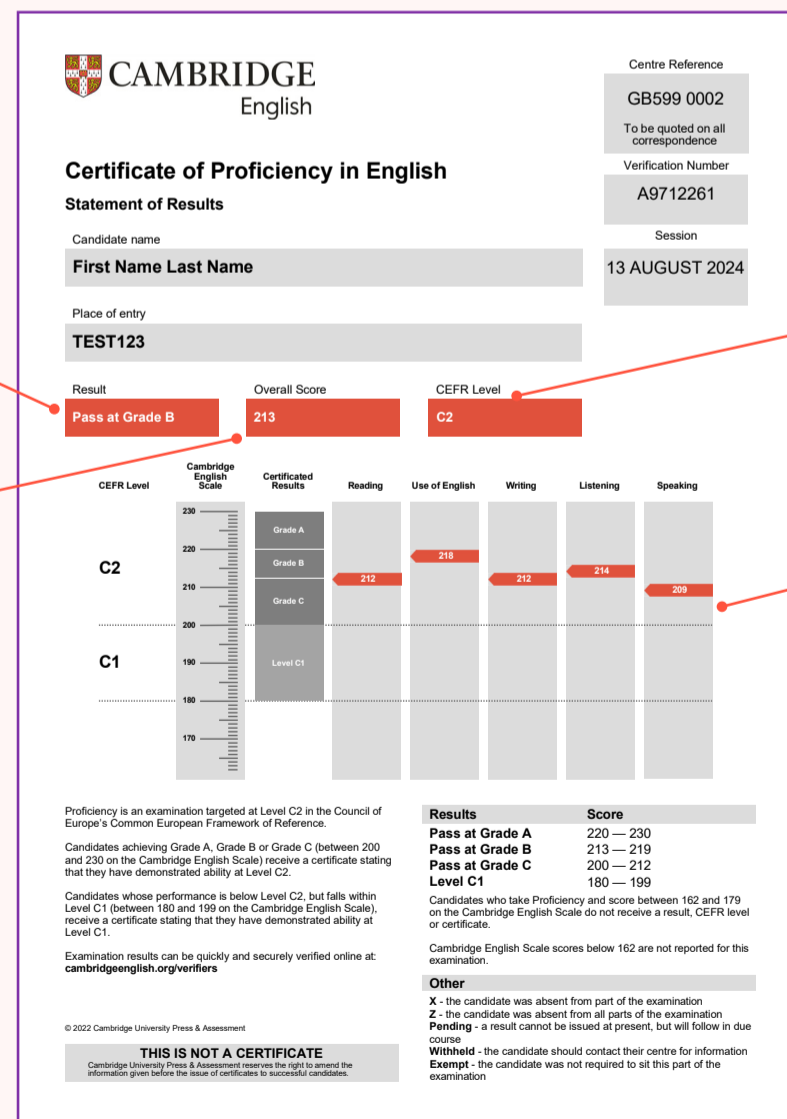 CAMBRIDGE
English
Centre Reference
GB599 0002
To be quoted on all
correspondence
Verification Number
A9712261
Session
13 AUGUST 2024
Certificate of Proficiency in English
Statement of Results
Candidate name
First Name Last Name
Place of entry
TEST123
Result
Overall Score
CEFR Level
Pass at Grade B
213
C2
CEFR Level
Cambridge
English
Scale
Certificated
Results
Reading
Use of English
Writing
Listening
Speaking
230
220
210
200
190
180
170
C2
C1
Grade A
Grade B
Grade C
Level C1
212
218
212
214
209
Proficiency is an examination targeted at Level C2 in the Council of
Europe's Common European Framework of Reference.
Candidates achieving Grade A, Grade B or Grade C (between 200
and 230 on the Cambridge English Scale) receive a certificate stating
that they have demonstrated ability at Level C2.
Candidates whose performance is below Level C2, but falls within
Level C1 (between 180 and 199 on the Cambridge English Scale),
receive a certificate stating that they have demonstrated ability at
Level C1.
Examination results can be quickly and securely verified online at:
cambridgeenglish.org/verifiers
© 2022 Cambridge University Press & Assessment
THIS IS NOT A CERTIFICATE
Cambridge University Press & Assessment reserves the right to amend the
information given before the issue of certificates to successful candidates.
Results Score
Pass at Grade A 220 — 230
Pass at Grade B 213 — 219
Pass at Grade C 200 — 212
Level C1 180 — 199
Candidates who take Proficiency and score between 162 and 179
on the Cambridge English Scale do not receive a result, CEFR level
or certificate.
Cambridge English Scale scores below 162 are not reported for this
examination.
Other
X - the candidate was absent from part of the examination
Z - the candidate was absent from all parts of the examination
Pending - a result cannot be issued at present, but will follow in due
course
Withheld - the candidate should contact their centre for information
Exempt - the candidate was not required to sit this part of the
examination